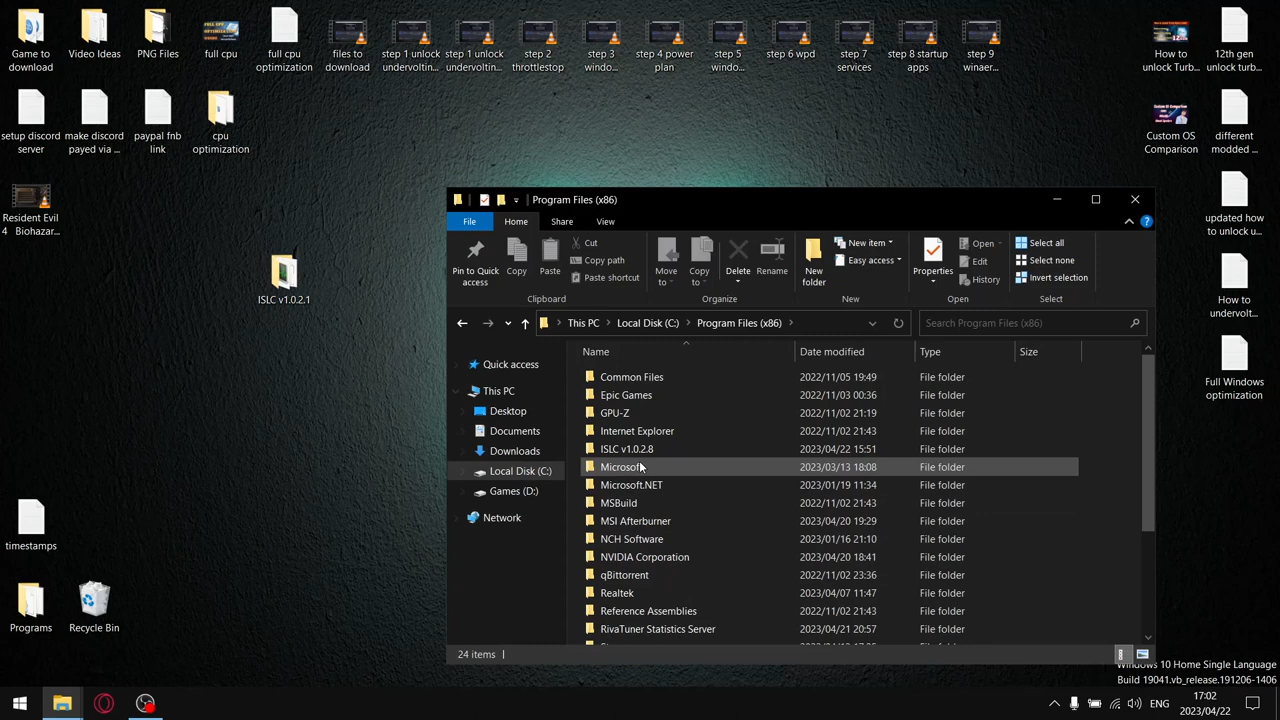 Game to
download
Video Ideas
PNG Files
full cpu
full cpu
optimization
files to
download
step 1 unlock
undervoltin...
step 1 unlock
undervoltin...
step 2
throttlestop
step 3
windo...
step 4 power
plan
step 5
windo...
step 6 wpd
step 7
services
step 8 startup
apps
step 9
winaer...
How to
unlock Turb...
12th gen
unlock turb...
setup discord
server
make discord
payed via ...
paypal fnb
link
cpu
optimization
Custom OS
Comparison
different
modded ...
Resident Evil
4 Biohazar...
updated how
to unlock u...
ISLC v1.0.2.1
How to
undervolt...
Full Windows
optimization
timestamps
Programs
Recycle Bin
Program Files (x86)
File
Home
Share
View
Pin to Quick
access
Copy
Paste
Cut
Copy path
Paste shortcut
Clipboard
Move
to
Copy
to
Delete
Rename
Organize
New
folder
New item
Easy access
New
Properties
Open
Edit
History
Open
Select all
Select none
Invert selection
Select
This PC
Local Disk (C:)
Program Files (x86)
Search Program Files (x86)
Name
Date modified
Type
Size
Quick access
This PC
Desktop
Documents
Downloads
Local Disk (C:)
Games (D:)
Network
Common Files 2022/11/05 19:49 File folder
Epic Games 2022/11/03 00:36 File folder
GPU-Z 2022/11/02 21:19 File folder
Internet Explorer 2022/11/02 21:43 File folder
ISLC v1.0.2.8 2023/04/22 15:51 File folder
Microsoft 2023/03/13 18:08 File folder
Microsoft.NET 2023/01/19 11:34 File folder
MSBuild 2022/11/02 21:43 File folder
MSI Afterburner 2023/04/20 19:29 File folder
NCH Software 2023/01/16 21:10 File folder
NVIDIA Corporation 2023/04/20 18:41 File folder
qBittorrent 2022/11/02 23:36 File folder
Realtek 2023/04/07 11:47 File folder
Reference Assemblies 2022/11/02 21:43 File folder
RivaTuner Statistics Server 2023/04/21 20:57 File folder
24 items
Windows 10 Home Single Language
Build 19041.vb_release.191206-1406
ENG
17:02
2023/04/22